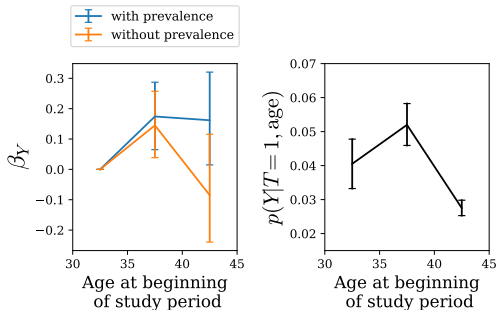 with prevalence
without prevalence
0.3
0.2
0.1
0.0
−0.1
−0.2
30
35
40
45
β_Y
Age at beginning
of study period
0.07
0.06
0.05
0.04
0.03
0.02
30
35
40
45
p(Y|T = 1, age)
Age at beginning
of study period